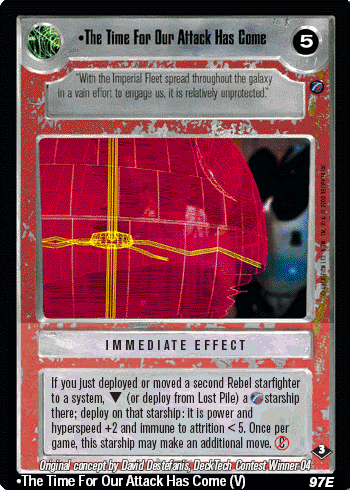 •The Time For Our Attack Has Come
5
"With the Imperial Fleet spread throughout the galaxy
in a vain effort to engage us, it is relatively unprotected."
IMMEDIATE EFFECT
If you just deployed or moved a second Rebel starfighter
to a system, ▼ (or deploy from Lost Pile) a starship
there; deploy on that starship: it is power and
hyperspeed +2 and immune to attrition < 5. Once per
game, this starship may make an additional move. Ⓒ
3
Original concept by David Destefanis, DeckTech Contest Winner 04
•The Time For Our Attack Has Come (V)
97E